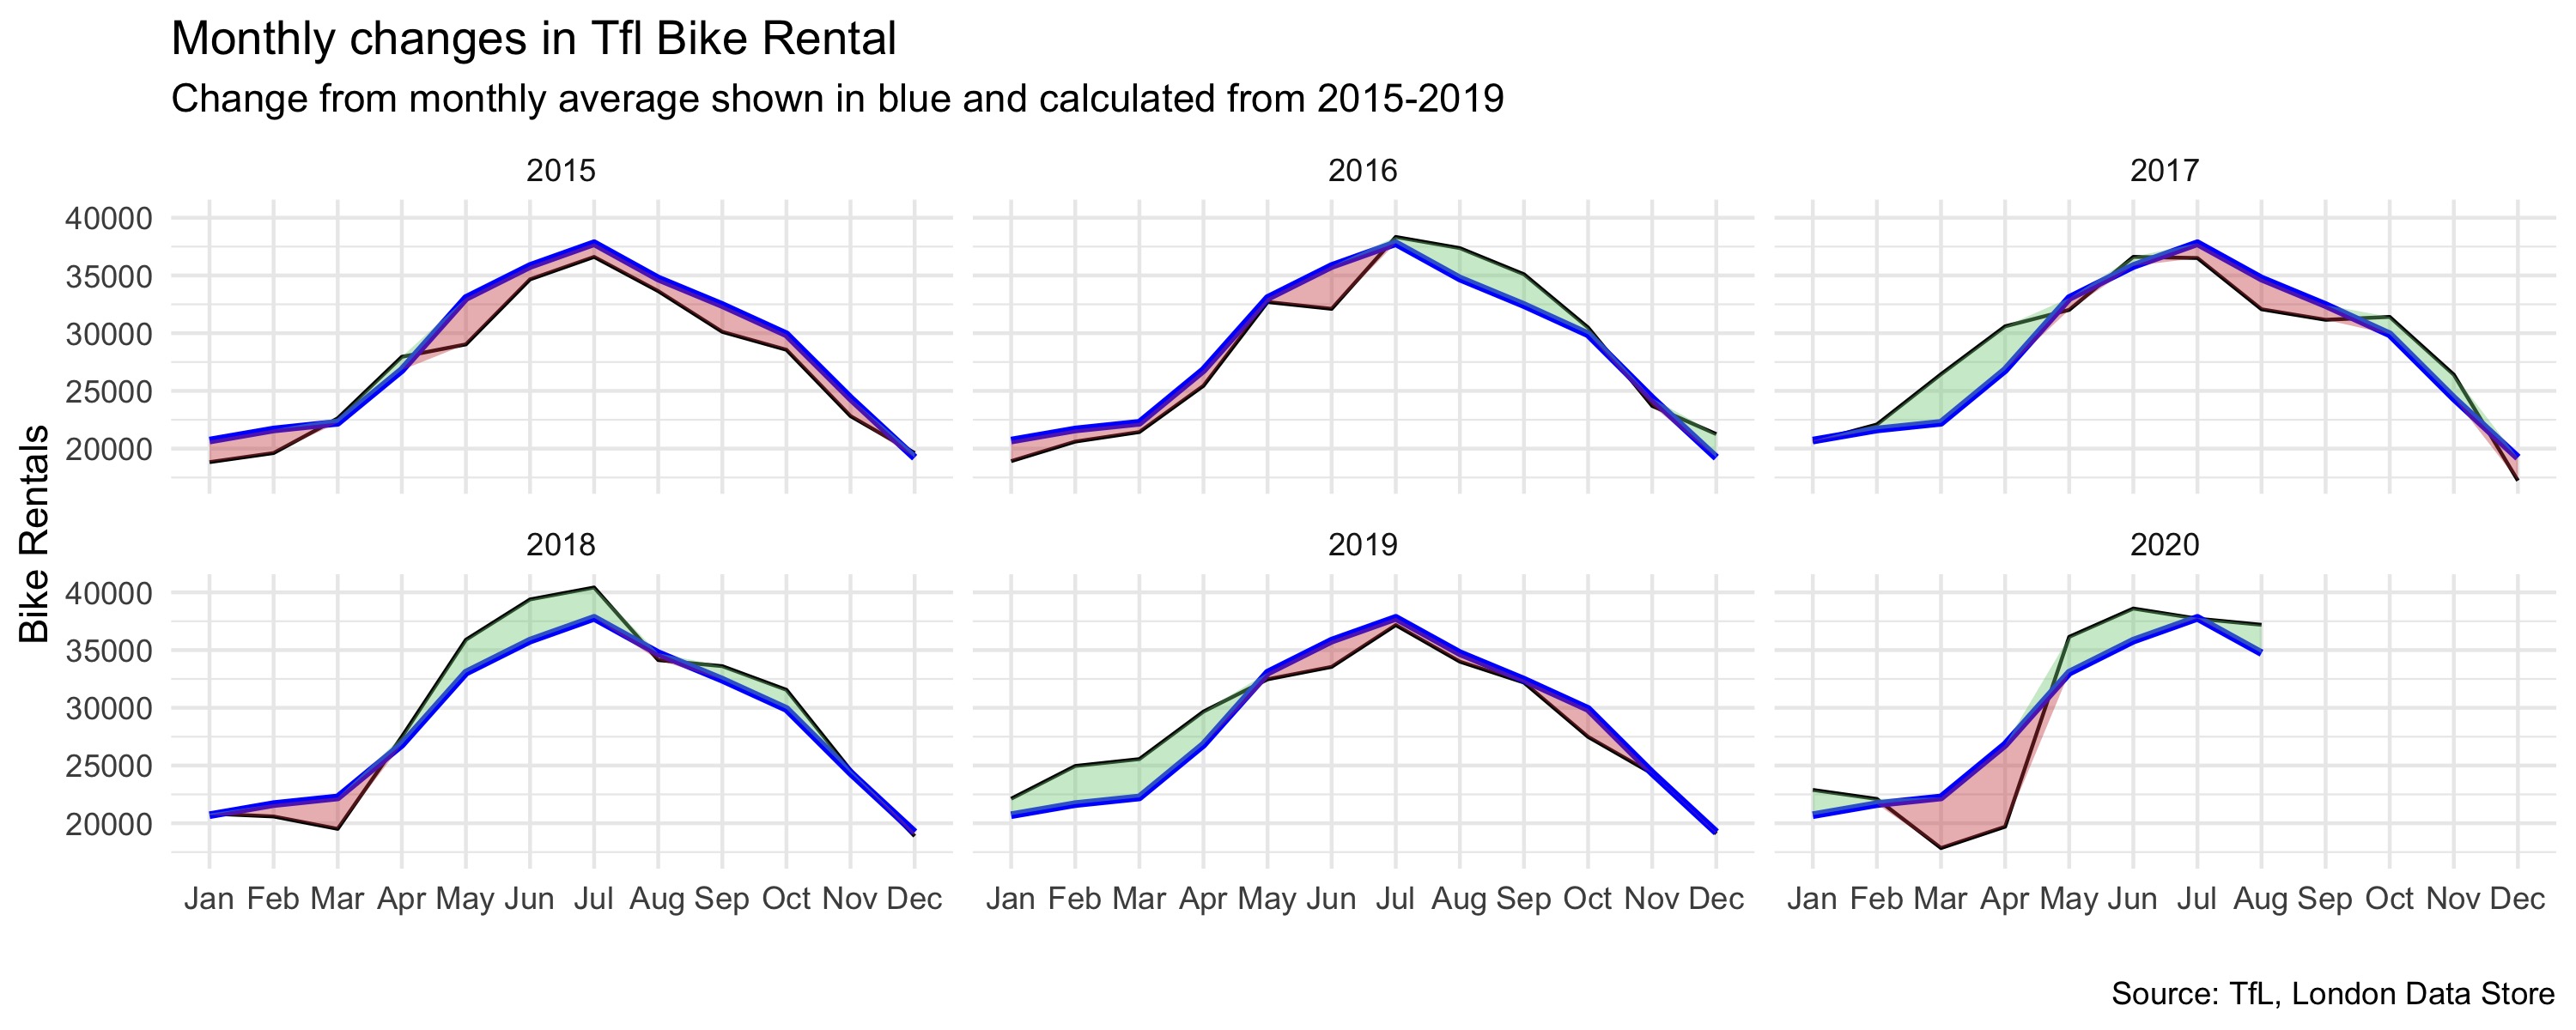 Monthly changes in Tfl Bike Rental
Change from monthly average shown in blue and calculated from 2015-2019
2015
2016
2017
40000
35000
30000
25000
20000
Bike Rentals
2018
2019
2020
40000
35000
30000
25000
20000
Jan Feb Mar Apr May Jun Jul Aug Sep Oct Nov Dec
Jan Feb Mar Apr May Jun Jul Aug Sep Oct Nov Dec
Jan Feb Mar Apr May Jun Jul Aug Sep Oct Nov Dec
Source: TfL, London Data Store